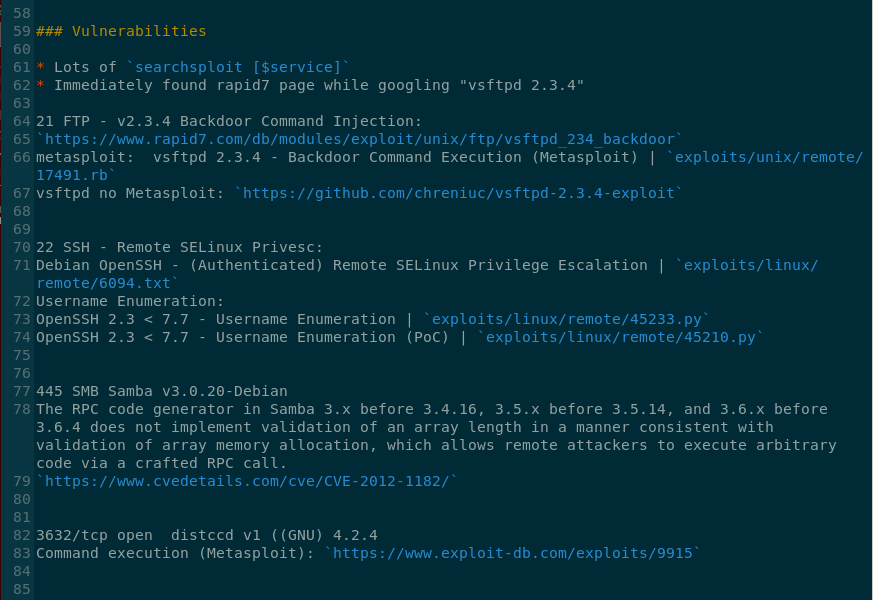 58
59 ### Vulnerabilities
60
61 * Lots of `searchsploit [$service]`
62 * Immediately found rapid7 page while googling "vsftpd 2.3.4"
63
64 21 FTP - v2.3.4 Backdoor Command Injection:
65 `https://www.rapid7.com/db/modules/exploit/unix/ftp/vsftpd_234_backdoor`
66 metasploit:  vsftpd 2.3.4 - Backdoor Command Execution (Metasploit) | `exploits/unix/remote/
17491.rb`
67 vsftpd no Metasploit: `https://github.com/chreniuc/vsftpd-2.3.4-exploit`
68
69
70 22 SSH - Remote SELinux Privesc:
71 Debian OpenSSH - (Authenticated) Remote SELinux Privilege Escalation | `exploits/linux/
remote/6094.txt`
72 Username Enumeration:
73 OpenSSH 2.3 < 7.7 - Username Enumeration | `exploits/linux/remote/45233.py`
74 OpenSSH 2.3 < 7.7 - Username Enumeration (PoC) | `exploits/linux/remote/45210.py`
75
76
77 445 SMB Samba v3.0.20-Debian
78 The RPC code generator in Samba 3.x before 3.4.16, 3.5.x before 3.5.14, and 3.6.x before
3.6.4 does not implement validation of an array length in a manner consistent with
validation of array memory allocation, which allows remote attackers to execute arbitrary
code via a crafted RPC call.
79 `https://www.cvedetails.com/cve/CVE-2012-1182/`
80
81
82 3632/tcp open  distccd v1 ((GNU) 4.2.4
83 Command execution (Metasploit): `https://www.exploit-db.com/exploits/9915`
84
85